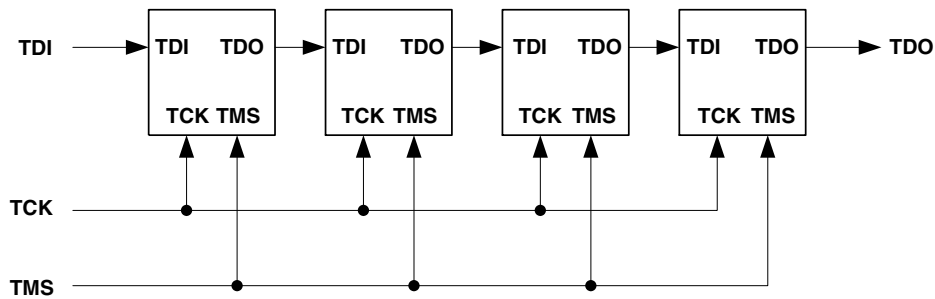 TDI TDI TDO TDI TDO TDI TDO TDI TDO TDO
TCK TMS TCK TMS TCK TMS TCK TMS
TCK
TMS